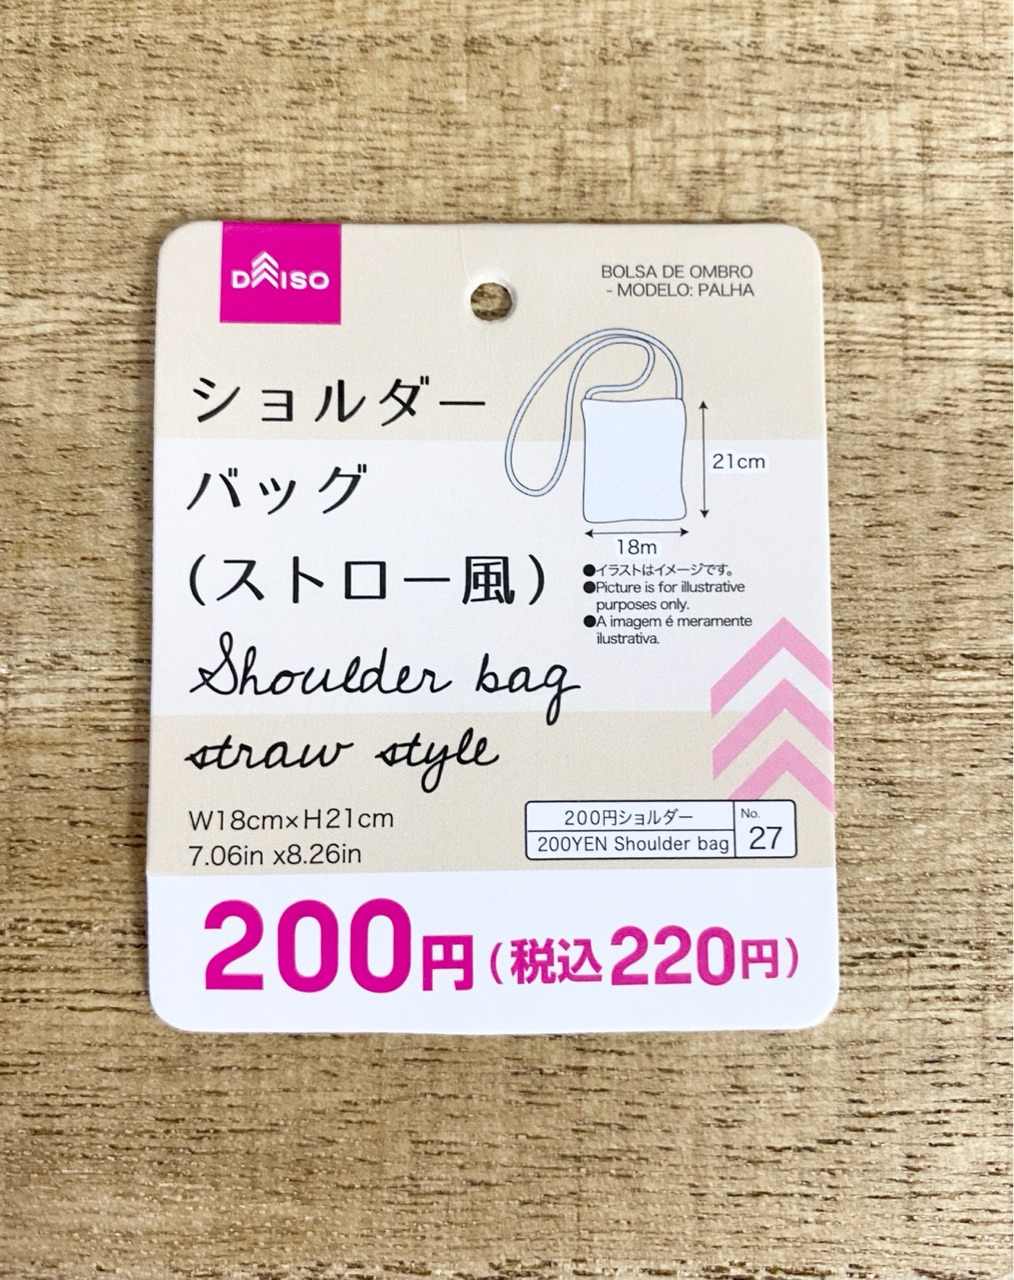 DAISO
BOLSA DE OMBRO
- MODELO: PALHA
ショルダー
バッグ
(ストロー風)
Shoulder bag
straw style
21cm
18m
●イラストはイメージです。
●Picture is for illustrative
purposes only.
●A imagem é meramente
ilustrativa.
W18cm×H21cm
7.06in x8.26in
200円ショルダー
200YEN Shoulder bag
No.
27
200円(税込220円)